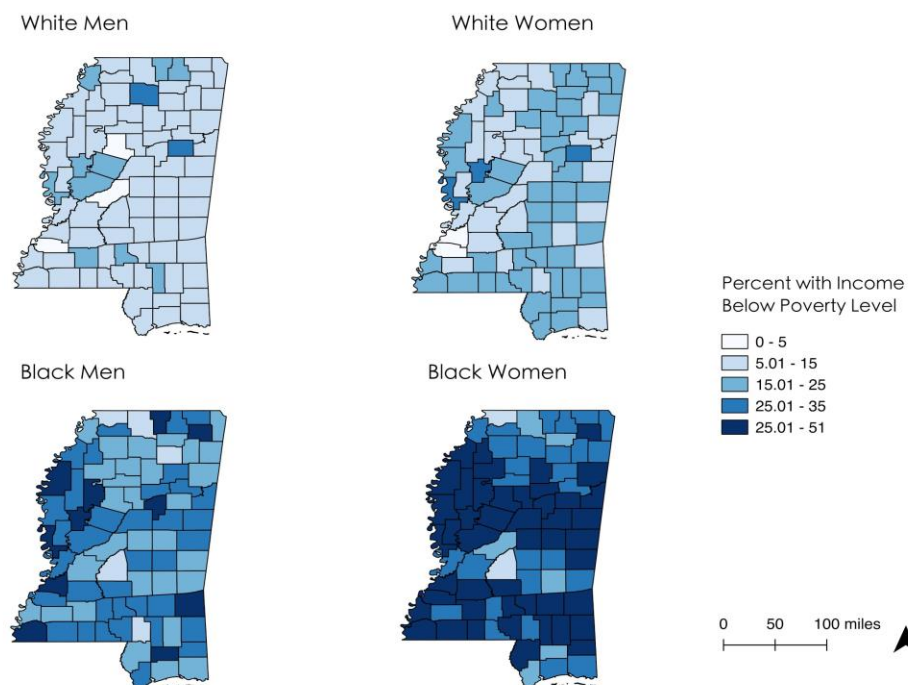 White Men
White Women
Percent with Income
Below Poverty Level
0 - 5
5.01 - 15
15.01 - 25
25.01 - 35
25.01 - 51
Black Men
Black Women
0 50 100 miles